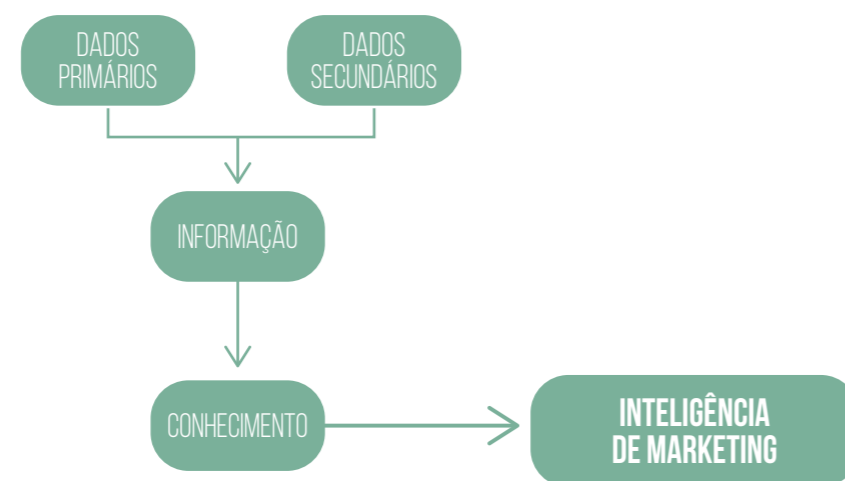 DADOS
PRIMÁRIOS
DADOS
SECUNDÁRIOS
INFORMAÇÃO
CONHECIMENTO
INTELIGÊNCIA
DE MARKETING